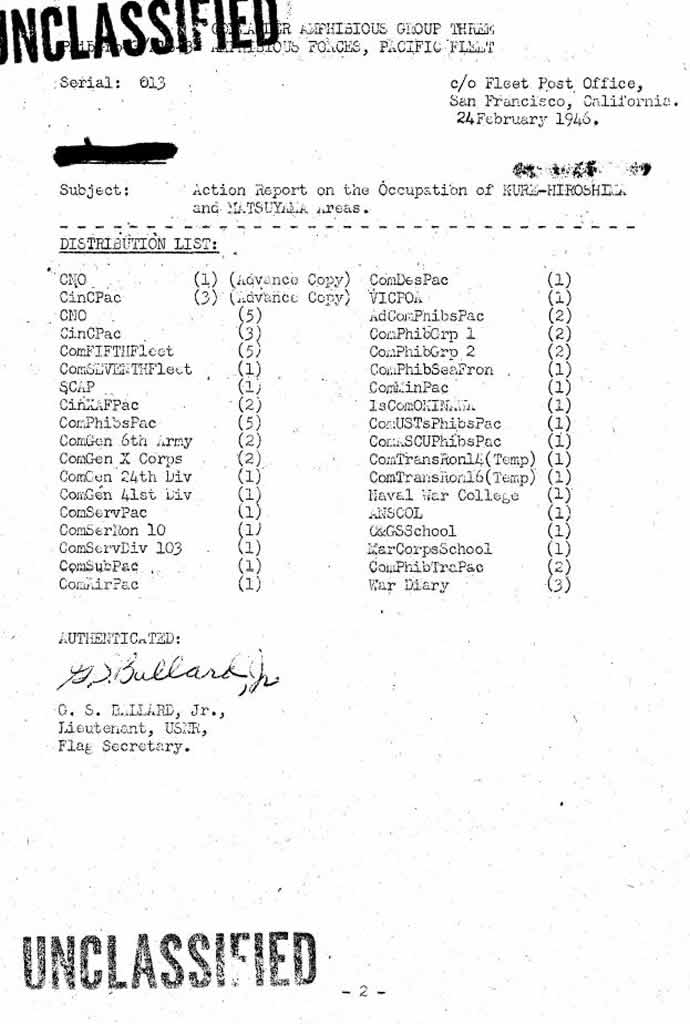 UNCLASSIFIED
AMPHIBIOUS GROUP THREE
AMPHIBIOUS FORCES, PACIFIC FLEET
Serial: 013
c/o Fleet Post Office,
San Francisco, California.
24 February 1946.
Subject: Action Report on the Occupation of KURE-HIROSHIMA
and MATSUYAMA Areas.
DISTRIBUTION LIST:
CNO (1) (Advance Copy)
CinCPac (3) (Advance Copy)
CNO (5)
CinCPac (3)
ComFIFTHFleet (5)
ComSEVENTHFleet (1)
SCAP (1)
CinXAFPac (2)
ComPhibsPac (5)
ComGen 6th Army (2)
ComGen X Corps (2)
ComGen 24th Div (1)
ComGen 41st Div (1)
ComServPac (1)
ComSerRon 10 (1)
ComServDiv 103 (1)
ComSubPac (1)
ComAirPac (1)
ComDesPac (1)
VICPOA (1)
AdComPhibsPac (2)
ComPhibGrp 1 (2)
ComPhibGrp 2 (2)
ComPhibSeaFron (1)
ComMinPac (1)
IsComOKINAWA (1)
ComUSTsPhibsPac (1)
ComASCUPhibsPac (1)
ComTransRon14(Temp) (1)
ComTransRon16(Temp) (1)
Naval War College (1)
ANSCOL (1)
C&GSSchool (1)
MarCorpsSchool (1)
ComPhibTraPac (2)
War Diary (3)
AUTHENTICATED:
G.S. Bullard, Jr.
G. S. BULLARD, Jr.,
Lieutenant, USNR,
Flag Secretary.
UNCLASSIFIED
- 2 -